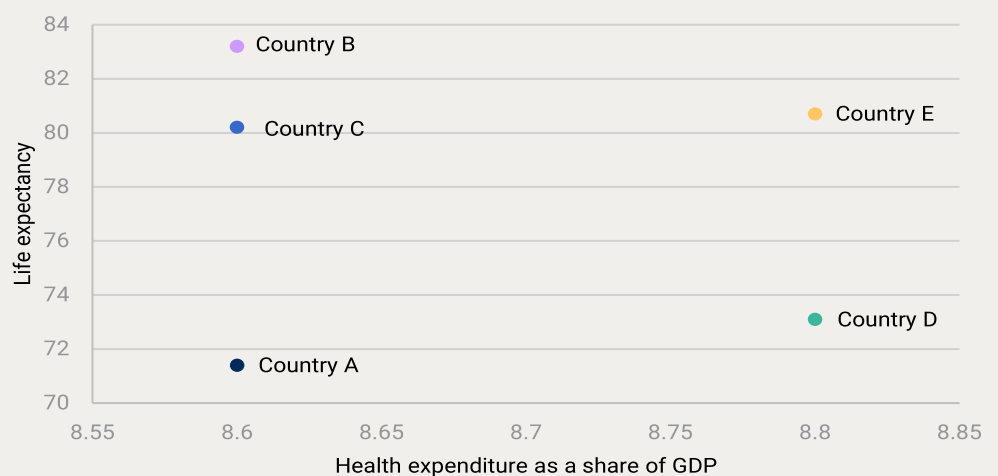 84
Country B
82
Country E
Country C
80
Life expectancy
78
76
74
Country D
72
Country A
70
8.55 8.6 8.65 8.7 8.75 8.8 8.85
Health expenditure as a share of GDP